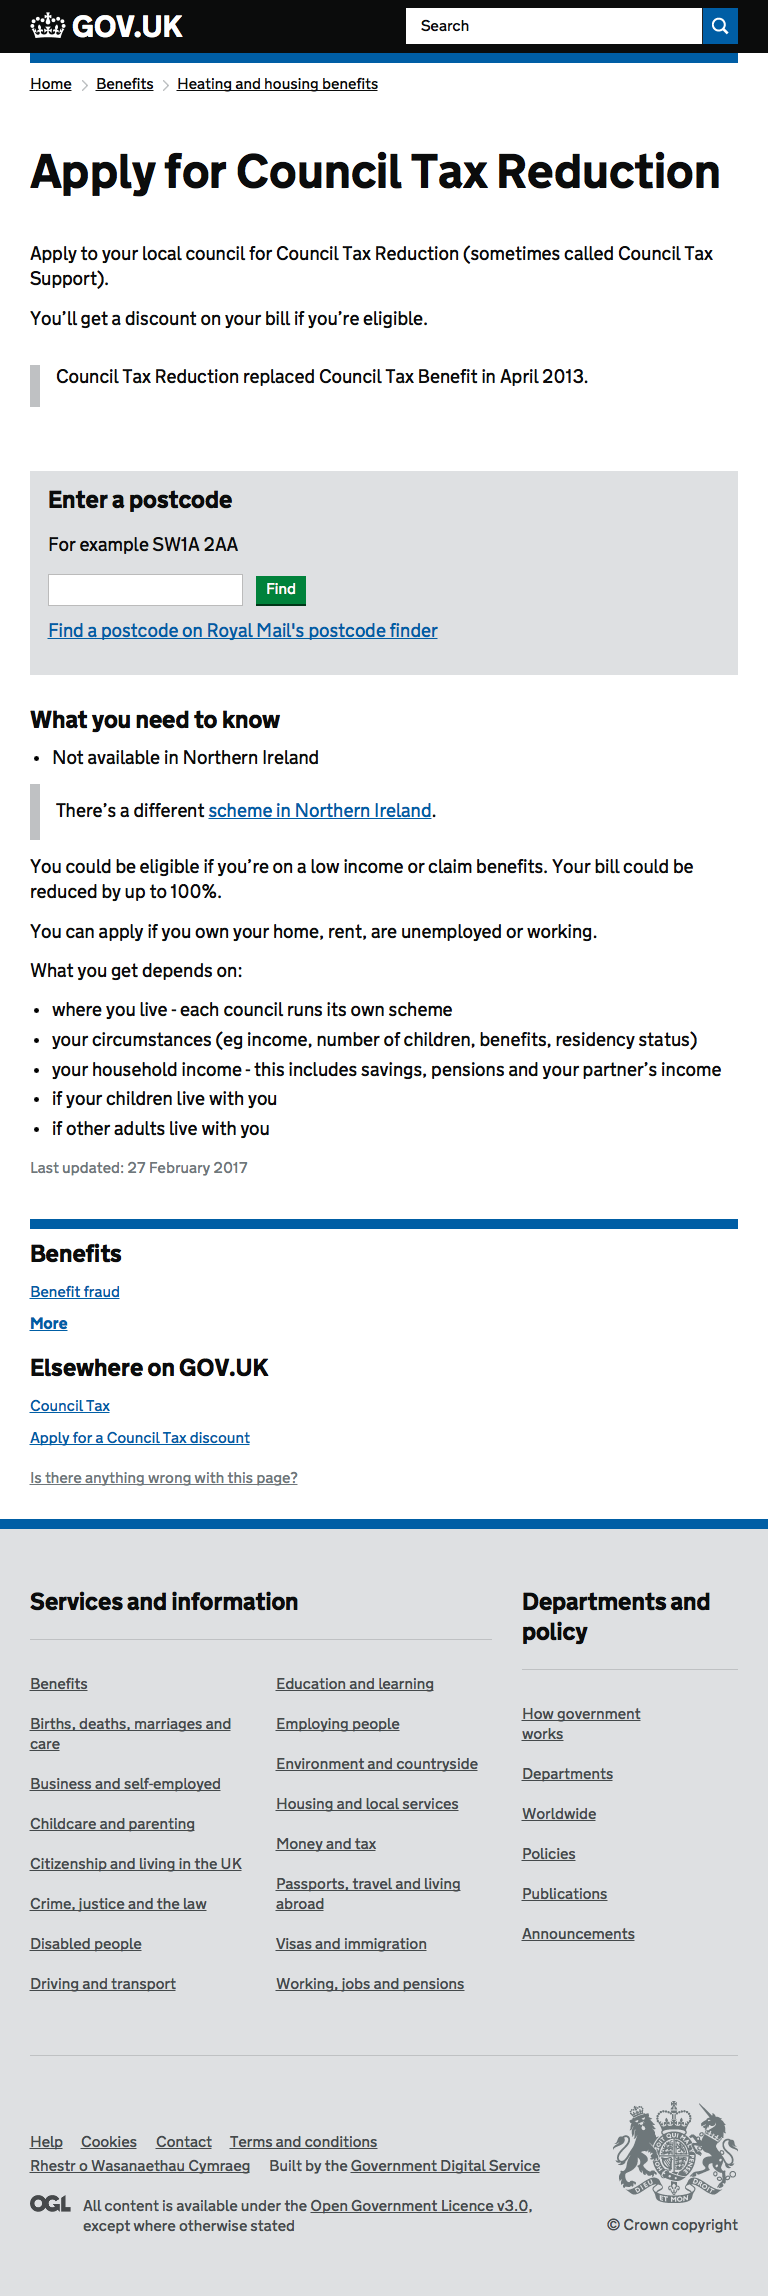 GOV.UK
Search
Home
Benefits
Heating and housing benefits
Apply for Council Tax Reduction
Apply to your local council for Council Tax Reduction (sometimes called Council Tax
Support).
You’ll get a discount on your bill if you’re eligible.
Council Tax Reduction replaced Council Tax Benefit in April 2013.
Enter a postcode
For example SW1A 2AA
Find
Find a postcode on Royal Mail's postcode finder
What you need to know
• Not available in Northern Ireland
There’s a different scheme in Northern Ireland.
You could be eligible if you’re on a low income or claim benefits. Your bill could be
reduced by up to 100%.
You can apply if you own your home, rent, are unemployed or working.
What you get depends on:
• where you live - each council runs its own scheme
• your circumstances (eg income, number of children, benefits, residency status)
• your household income - this includes savings, pensions and your partner’s income
• if your children live with you
• if other adults live with you
Last updated: 27 February 2017
Benefits
Benefit fraud
More
Elsewhere on GOV.UK
Council Tax
Apply for a Council Tax discount
Is there anything wrong with this page?
Services and information
Benefits
Births, deaths, marriages and
care
Business and self-employed
Childcare and parenting
Citizenship and living in the UK
Crime, justice and the law
Disabled people
Driving and transport
Education and learning
Employing people
Environment and countryside
Housing and local services
Money and tax
Passports, travel and living
abroad
Visas and immigration
Working, jobs and pensions
Departments and
policy
How government
works
Departments
Worldwide
Policies
Publications
Announcements
Help
Cookies
Contact
Terms and conditions
Rhestr o Wasanaethau Cymraeg
Built by the Government Digital Service
OGL
All content is available under the Open Government Licence v3.0,
except where otherwise stated
DIEU ET MON DROIT
© Crown copyright